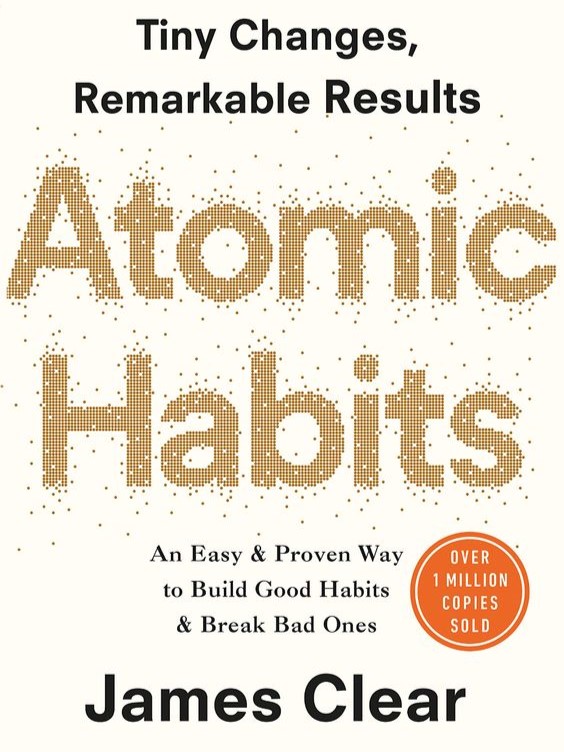 Tiny Changes,
Remarkable Results
Atomic
Habits
An Easy & Proven Way
to Build Good Habits
& Break Bad Ones
OVER
1 MILLION
COPIES
SOLD
James Clear